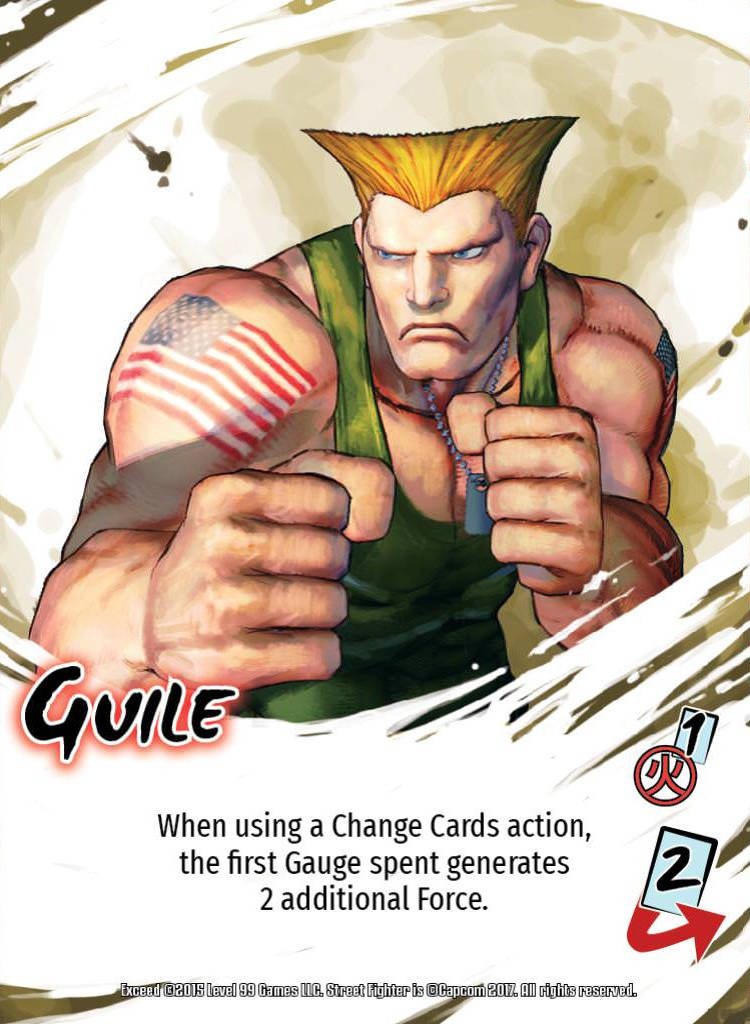 GUILE
1
火
When using a Change Cards action,
the first Gauge spent generates
2 additional Force.
2
Exceed ©2015 Level 99 Games LLC. Street Fighter is ©Capcom 2017. All rights reserved.